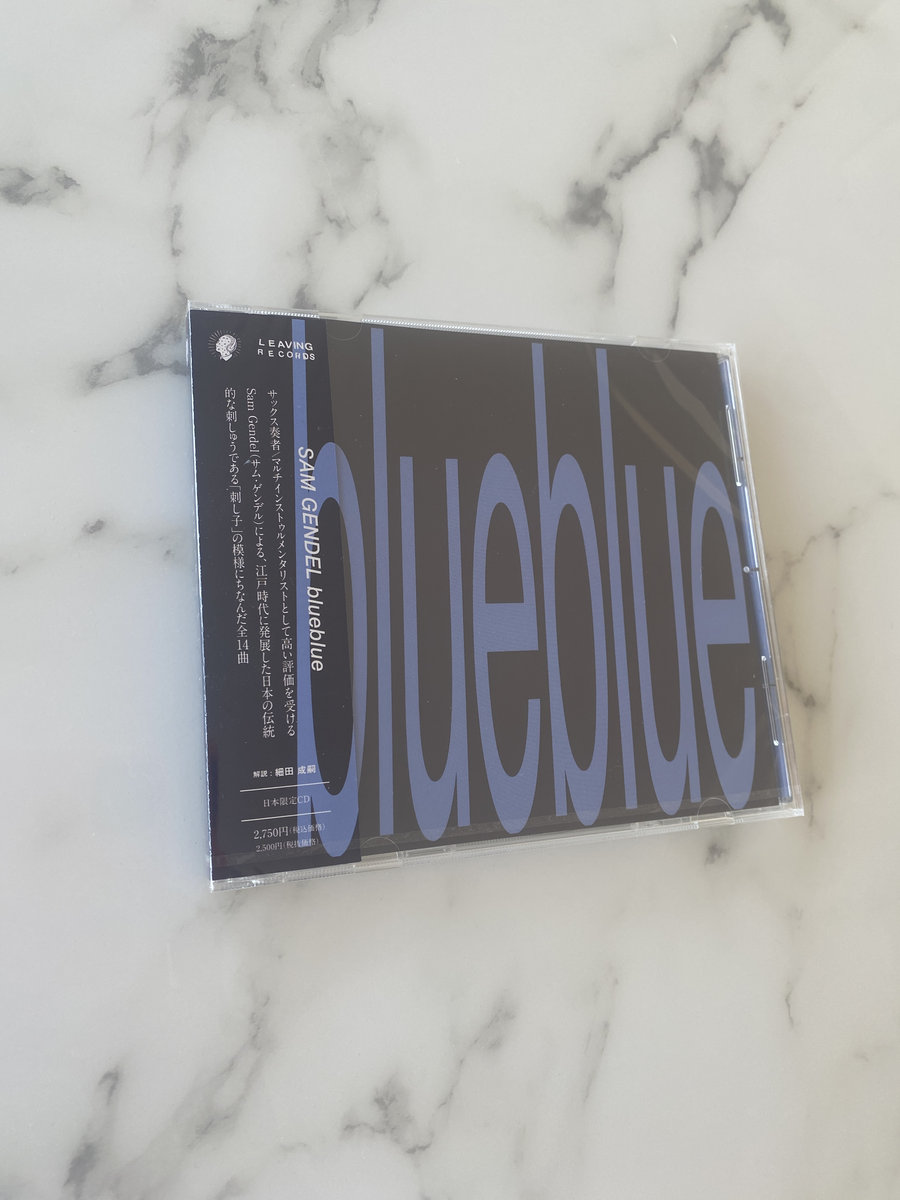 LEAVING
RECORDS
SAM GENDEL blueblue
サックス奏者/マルチインストゥルメンタリストとして高い評価を受ける
Sam Gendel(サム・ゲンデル)による、江戸時代に発展した日本の伝統
的な刺しゅうである「刺し子」の模様にちなんだ全14曲
解説:細田 成嗣
日本限定CD
2,750円(税込価格)
2,500円(税抜価格)
blueblue